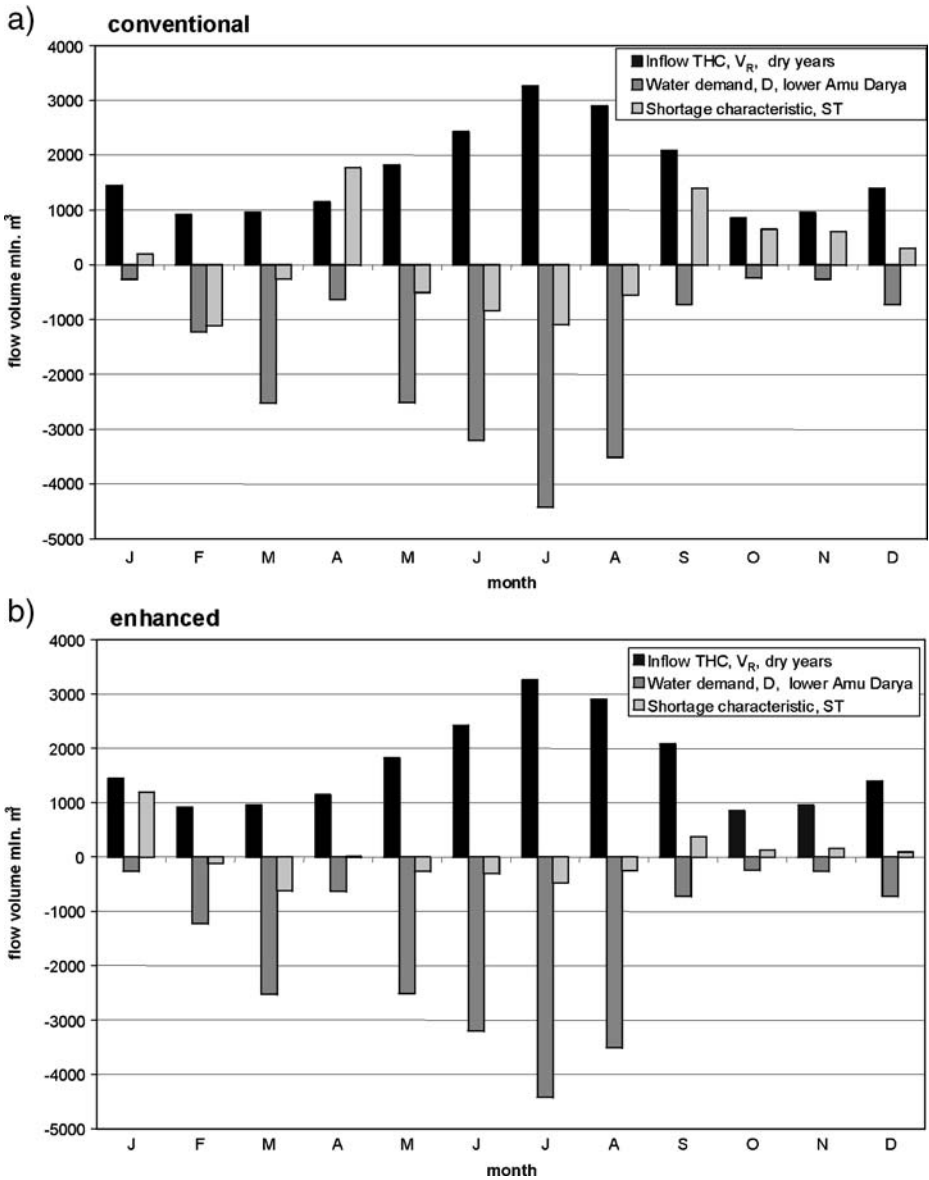 a)
conventional
4000
3000
2000
1000
0
-1000
-2000
-3000
-4000
-5000
flow volume mln. m³
Inflow THC, V_R, dry years
Water demand, D, lower Amu Darya
Shortage characteristic, ST
J F M A M J J A S O N D
month
b)
enhanced
4000
3000
2000
1000
0
-1000
-2000
-3000
-4000
-5000
flow volume mln. m³
Inflow THC, V_R, dry years
Water demand, D, lower Amu Darya
Shortage characteristic, ST
J F M A M J J A S O N D
month